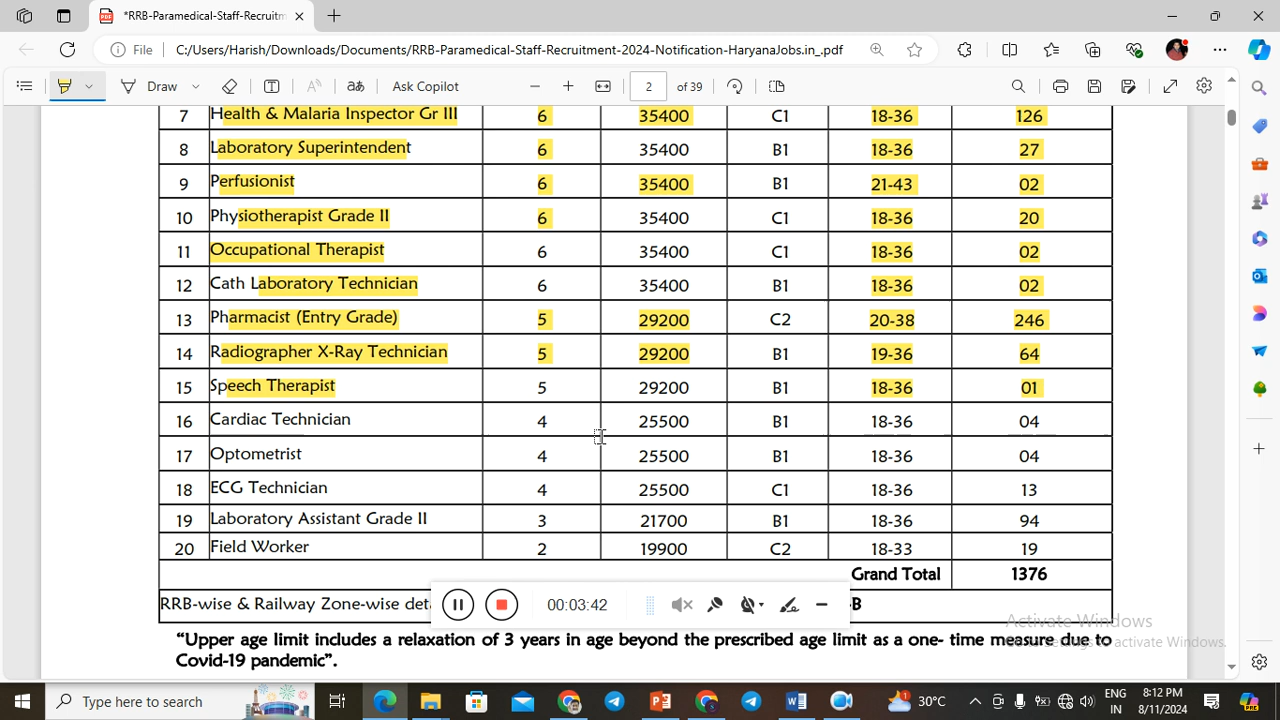 *RRB-Paramedical-Staff-Recruitm
File C:/Users/Harish/Downloads/Documents/RRB-Paramedical-Staff-Recruitment-2024-Notification-HaryanaJobs.in_.pdf
Draw aあ Ask Copilot 2 of 39
7 Health & Malaria Inspector Gr III 6 35400 C1 18-36 126
8 Laboratory Superintendent 6 35400 B1 18-36 27
9 Perfusionist 6 35400 B1 21-43 02
10 Physiotherapist Grade II 6 35400 C1 18-36 20
11 Occupational Therapist 6 35400 C1 18-36 02
12 Cath Laboratory Technician 6 35400 B1 18-36 02
13 Pharmacist (Entry Grade) 5 29200 C2 20-38 246
14 Radiographer X-Ray Technician 5 29200 B1 19-36 64
15 Speech Therapist 5 29200 B1 18-36 01
16 Cardiac Technician 4 25500 B1 18-36 04
17 Optometrist 4 25500 B1 18-36 04
18 ECG Technician 4 25500 C1 18-36 13
19 Laboratory Assistant Grade II 3 21700 B1 18-36 94
20 Field Worker 2 19900 C2 18-33 19
Grand Total 1376
RRB-wise & Railway Zone-wise 00:03:42 -B
Activate Windows
"Upper age limit includes a relaxation of 3 years in age beyond the prescribed age limit as a one- time measure due to
activate Windows.
Covid-19 pandemic".
Type here to search 30°C ENG IN 8:12 PM 8/11/2024